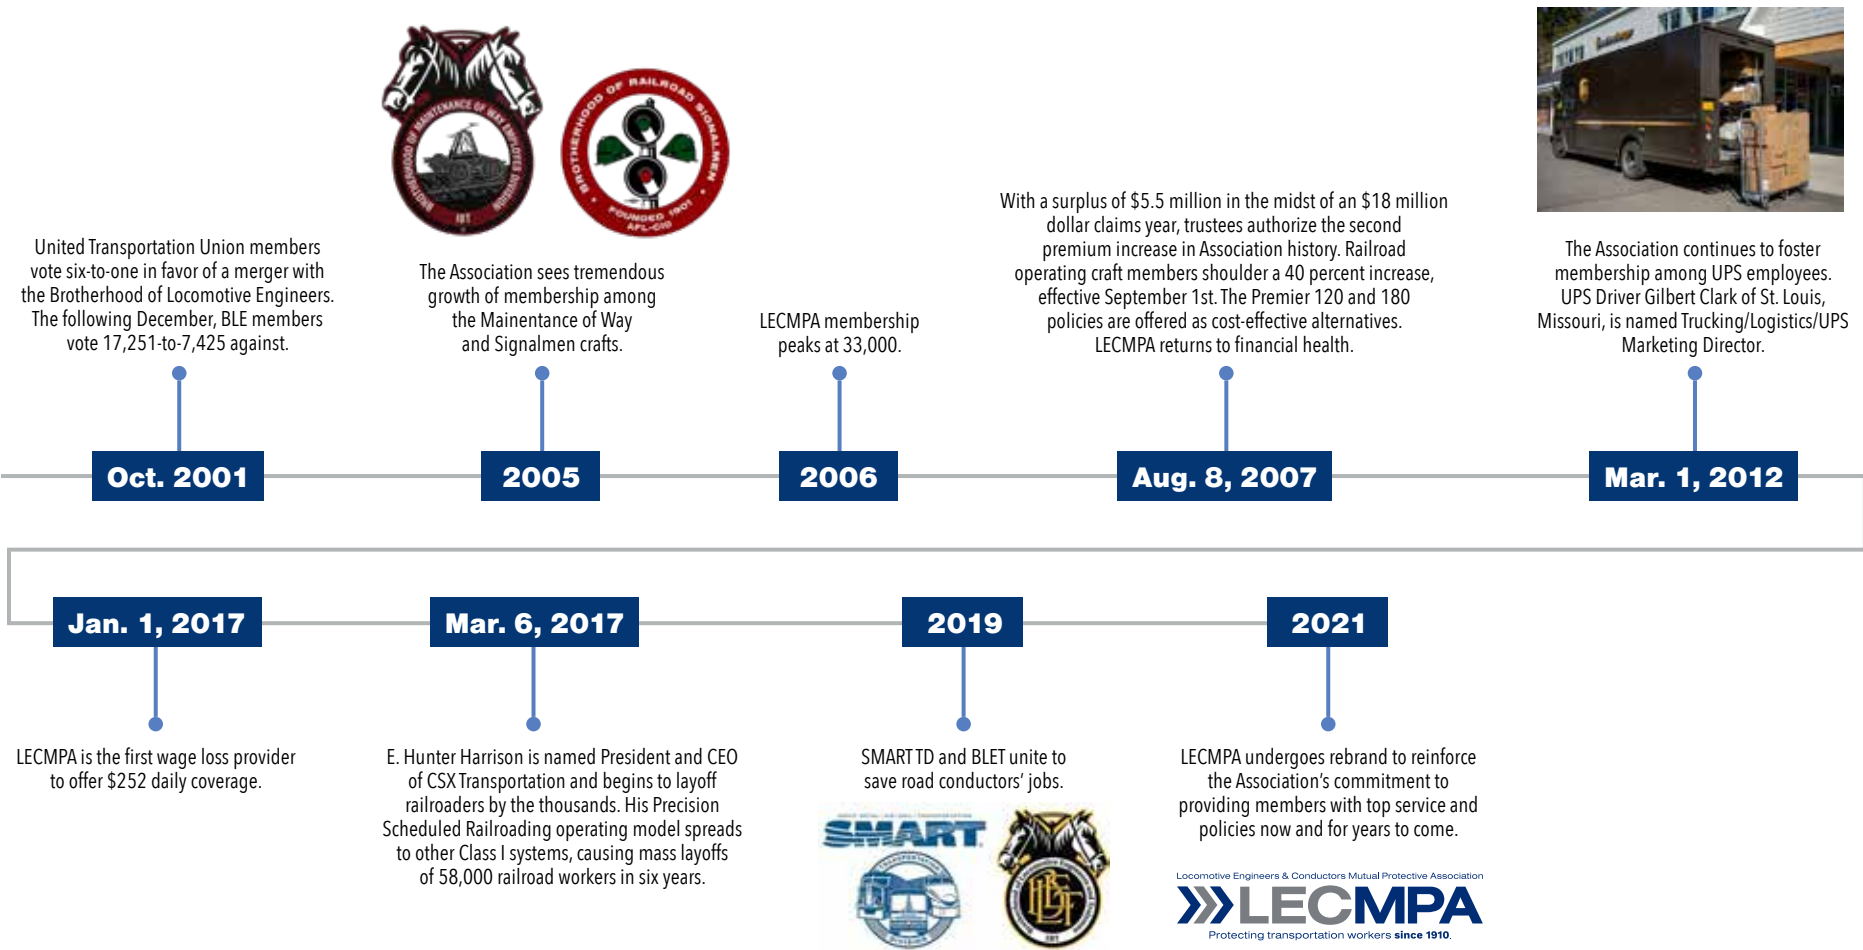 BROTHERHOOD OF MAINTENANCE OF WAY EMPLOYES DIVISION
IBT
BROTHERHOOD OF RAILROAD SIGNALMEN
FOUNDED 1901
AFL-CIO
United Transportation Union members
vote six-to-one in favor of a merger with
the Brotherhood of Locomotive Engineers.
The following December, BLE members
vote 17,251-to-7,425 against.
The Association sees tremendous
growth of membership among
the Mainentance of Way
and Signalmen crafts.
LECMPA membership
peaks at 33,000.
With a surplus of $5.5 million in the midst of an $18 million
dollar claims year, trustees authorize the second
premium increase in Association history. Railroad
operating craft members shoulder a 40 percent increase,
effective September 1st. The Premier 120 and 180
policies are offered as cost-effective alternatives.
LECMPA returns to financial health.
The Association continues to foster
membership among UPS employees.
UPS Driver Gilbert Clark of St. Louis,
Missouri, is named Trucking/Logistics/UPS
Marketing Director.
Oct. 2001
2005
2006
Aug. 8, 2007
Mar. 1, 2012
Jan. 1, 2017
Mar. 6, 2017
2019
2021
LECMPA is the first wage loss provider
to offer $252 daily coverage.
E. Hunter Harrison is named President and CEO
of CSX Transportation and begins to layoff
railroaders by the thousands. His Precision
Scheduled Railroading operating model spreads
to other Class I systems, causing mass layoffs
of 58,000 railroad workers in six years.
SMART TD and BLET unite to
save road conductors' jobs.
SMART
TRANSPORTATION
DIVISION
BLET
IBT
LECMPA undergoes rebrand to reinforce
the Association's commitment to
providing members with top service and
policies now and for years to come.
Locomotive Engineers & Conductors Mutual Protective Association
LECMPA
Protecting transportation workers since 1910.